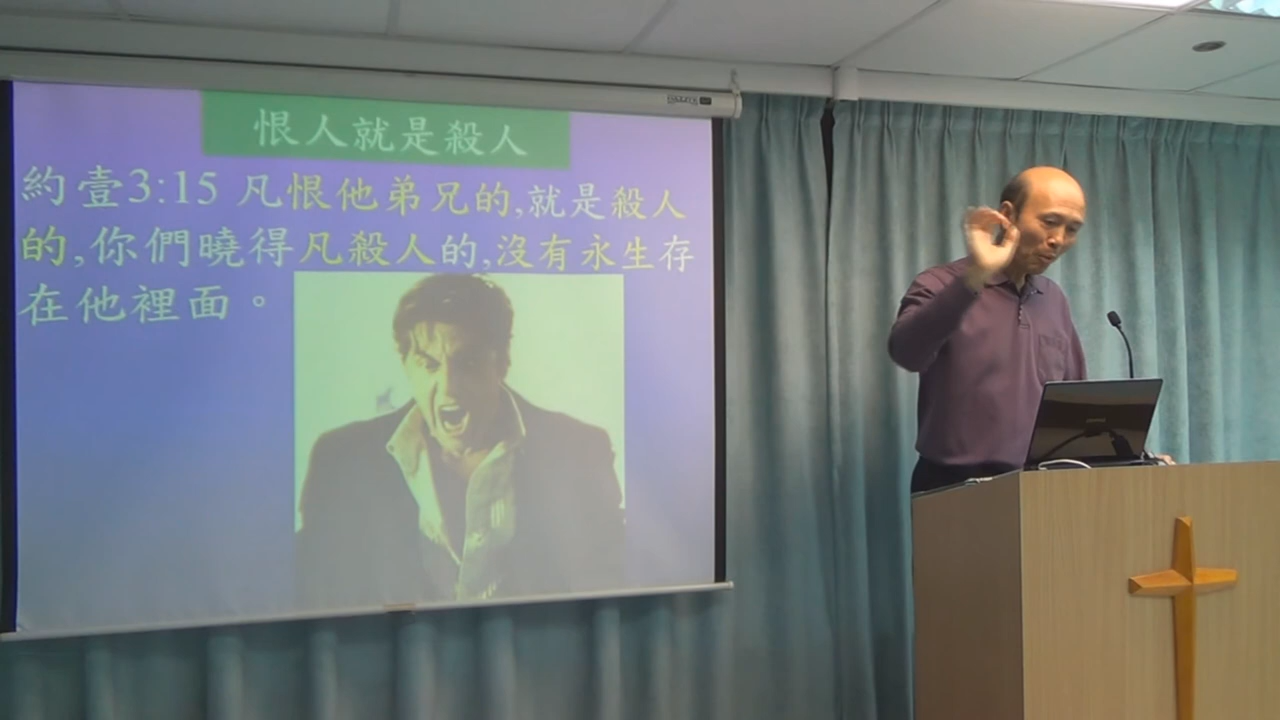 恨人就是殺人
約壹3:15 凡恨他弟兄的,就是殺人
的,你們曉得凡殺人的,沒有永生存
在他裡面。